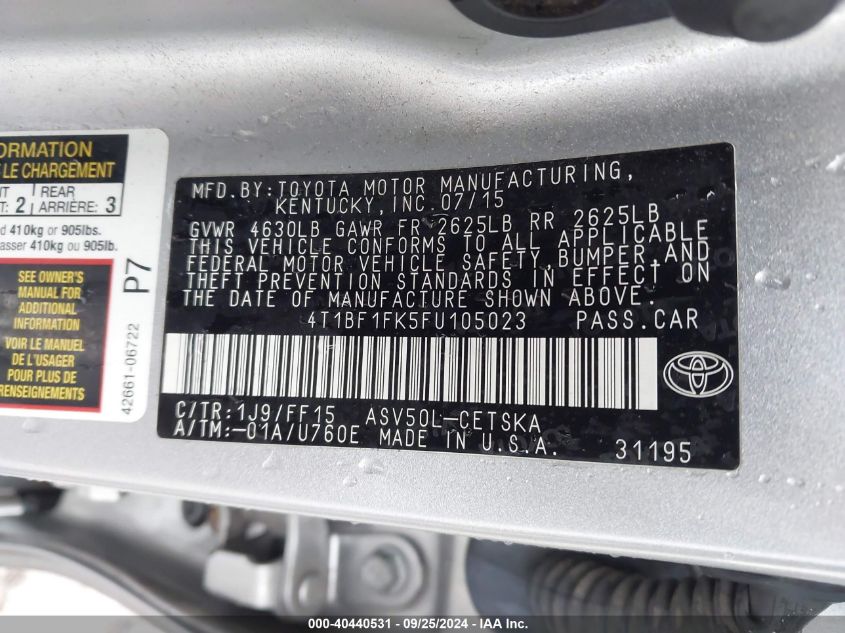 ORMATION
E LE CHARGEMENT
NT 2 REAR ARRIÈRE: 3
d 410kg or 905lbs.
asser 410kg ou 905lb.
SEE OWNER'S
MANUAL FOR
ADDITIONAL
INFORMATION
VOIR LE MANUEL
DE L'USAGER
POUR PLUS DE
RENSEIGNEMENTS
P7
42661-06722
MFD.BY:TOYOTA MOTOR MANUFACTURING,
KENTUCKY,INC.07/15
GVWR 4630LB GAWR FR 2625LB RR 2625LB
THIS VEHICLE CONFORMS TO ALL APPLICABLE
FEDERAL MOTOR VEHICLE SAFETY,BUMPER,AND
THEFT PREVENTION STANDARDS IN EFFECT ON
THE DATE OF MANUFACTURE SHOWN ABOVE.
4T1BF1FK5FU105023 PASS.CAR
C/TR:1J9/FF15 ASV50L-CETSKA
A/TM:-01A/U760E MADE IN U.S.A. 31195
000-40440531 - 09/25/2024 - IAA Inc.